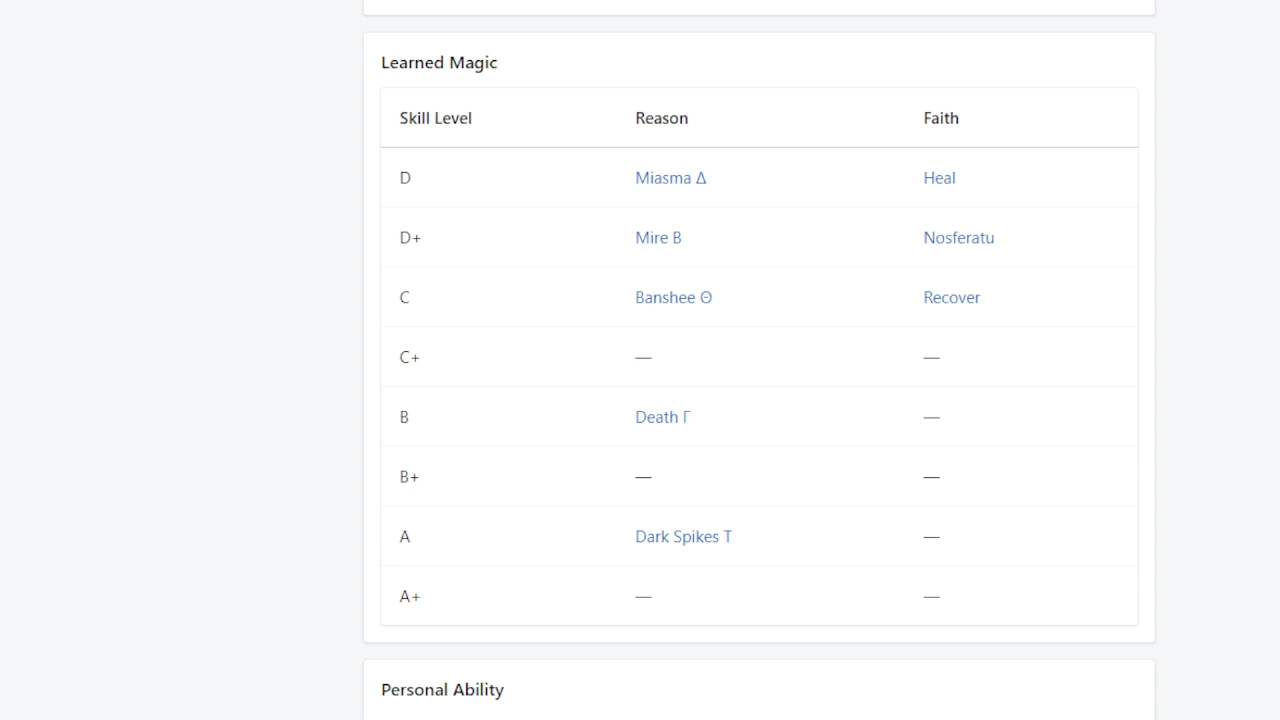 Learned Magic
Skill Level Reason Faith
D Miasma Δ Heal
D+ Mire B Nosferatu
C Banshee Θ Recover
C+ — —
B Death Γ —
B+ — —
A Dark Spikes T —
A+ — —
Personal Ability